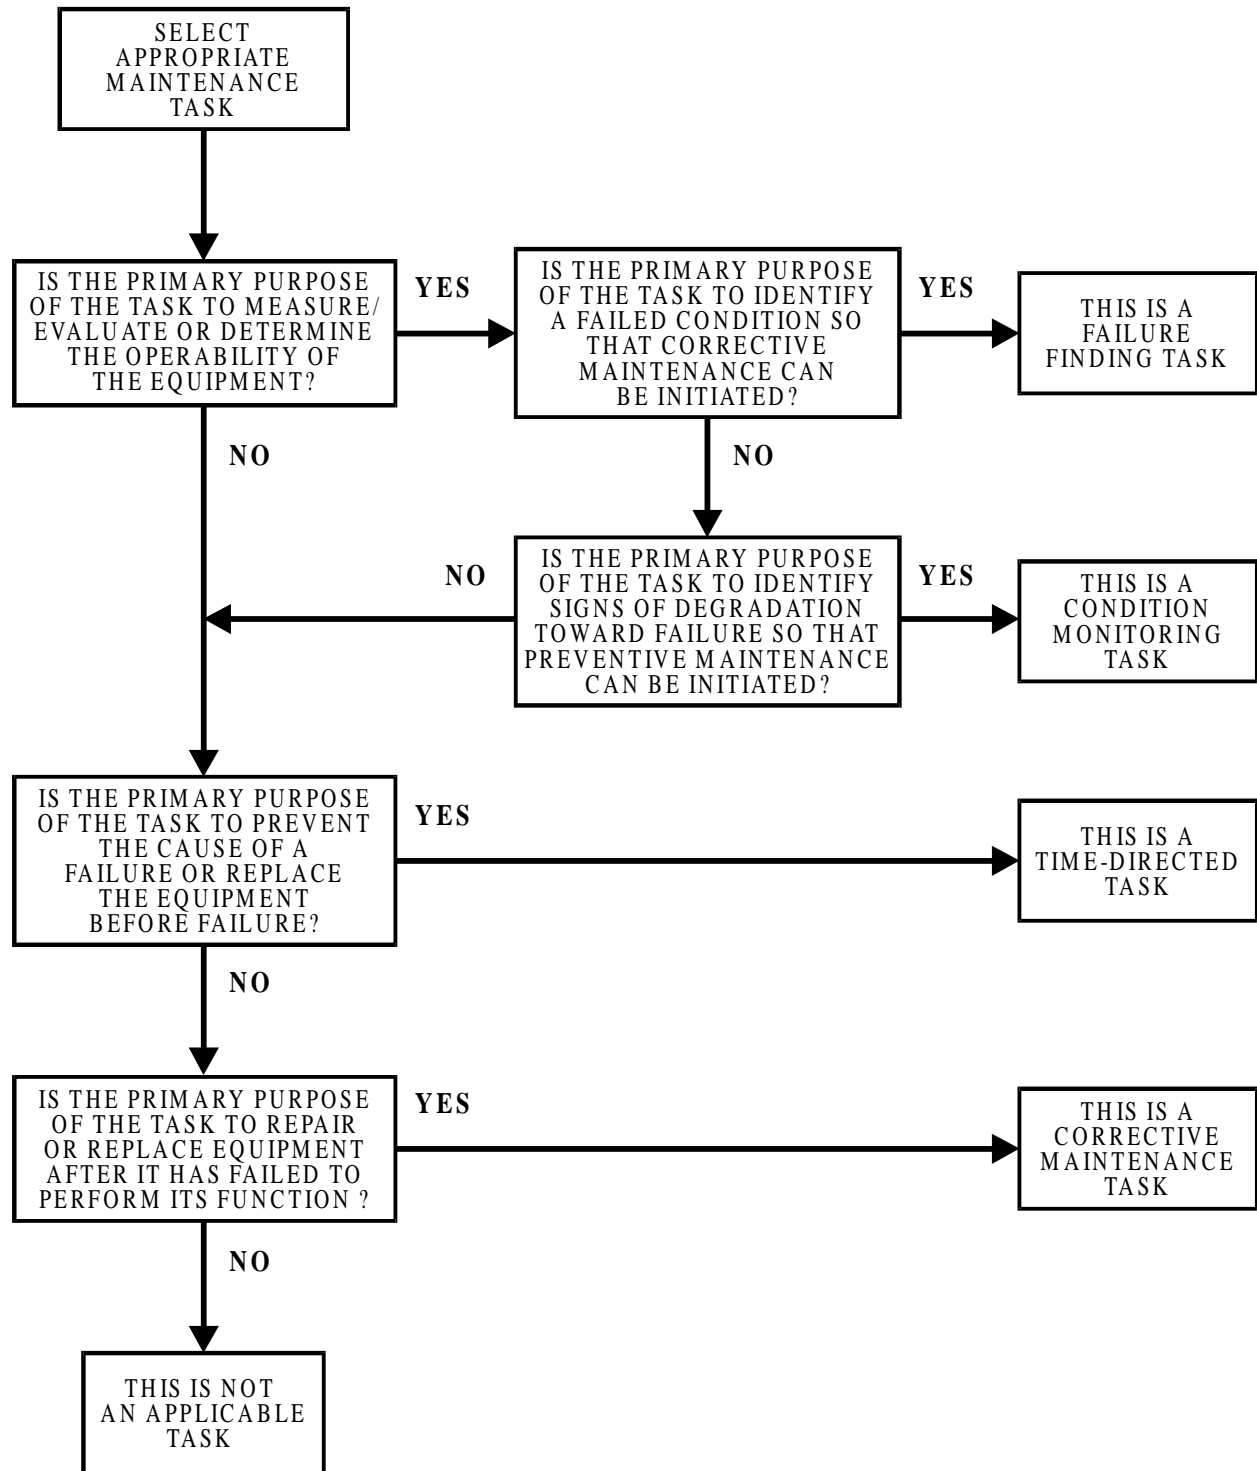 SELECT
APPROPRIATE
MAINTENANCE
TASK
IS THE PRIMARY PURPOSE
OF THE TASK TO MEASURE/
EVALUATE OR DETERMINE
THE OPERABILITY OF
THE EQUIPMENT?
YES
IS THE PRIMARY PURPOSE
OF THE TASK TO IDENTIFY
A FAILED CONDITION SO
THAT CORRECTIVE
MAINTENANCE CAN
BE INITIATED?
YES
THIS IS A
FAILURE
FINDING TASK
NO
NO
IS THE PRIMARY PURPOSE
OF THE TASK TO IDENTIFY
SIGNS OF DEGRADATION
TOWARD FAILURE SO THAT
PREVENTIVE MAINTENANCE
CAN BE INITIATED?
NO
YES
THIS IS A
CONDITION
MONITORING
TASK
IS THE PRIMARY PURPOSE
OF THE TASK TO PREVENT
THE CAUSE OF A
FAILURE OR REPLACE
THE EQUIPMENT
BEFORE FAILURE?
YES
THIS IS A
TIME-DIRECTED
TASK
NO
IS THE PRIMARY PURPOSE
OF THE TASK TO REPAIR
OR REPLACE EQUIPMENT
AFTER IT HAS FAILED TO
PERFORM ITS FUNCTION ?
YES
THIS IS A
CORRECTIVE
MAINTENANCE
TASK
NO
THIS IS NOT
AN APPLICABLE
TASK